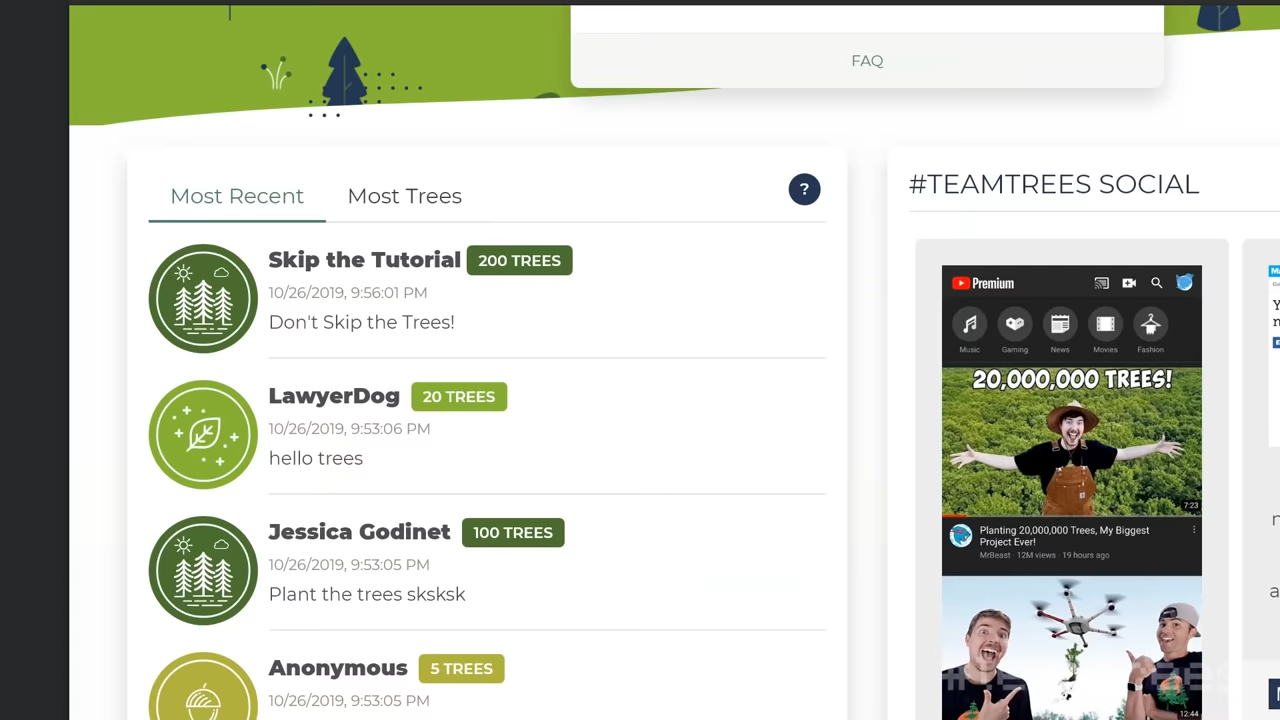 FAQ
Most Recent
Most Trees
?
Skip the Tutorial 200 TREES
10/26/2019, 9:56:01 PM
Don't Skip the Trees!
LawyerDog 20 TREES
10/26/2019, 9:53:06 PM
hello trees
Jessica Godinet 100 TREES
10/26/2019, 9:53:05 PM
Plant the trees sksksk
Anonymous 5 TREES
10/26/2019, 9:53:05 PM
#TEAMTREES SOCIAL
Premium
Music Gaming News Movies Fashion
20,000,000 TREES!
7:23
Planting 20,000,000 Trees, My Biggest
Project Ever!
MrBeast · 12M views · 19 hours ago
12:44